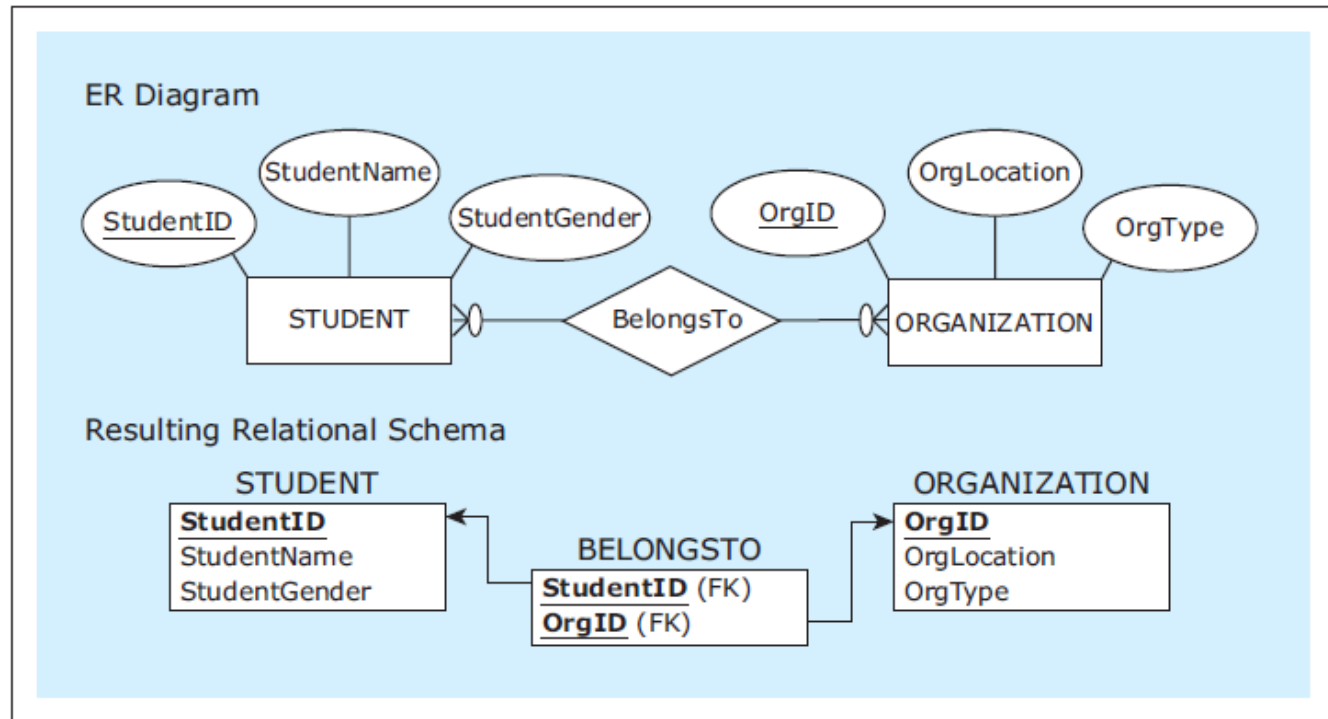 ER Diagram
StudentName
StudentID
StudentGender
OrgLocation
OrgID
OrgType
STUDENT
BelongsTo
ORGANIZATION
Resulting Relational Schema
STUDENT
StudentID
StudentName
StudentGender
BELONGSTO
StudentID (FK)
OrgID (FK)
ORGANIZATION
OrgID
OrgLocation
OrgType